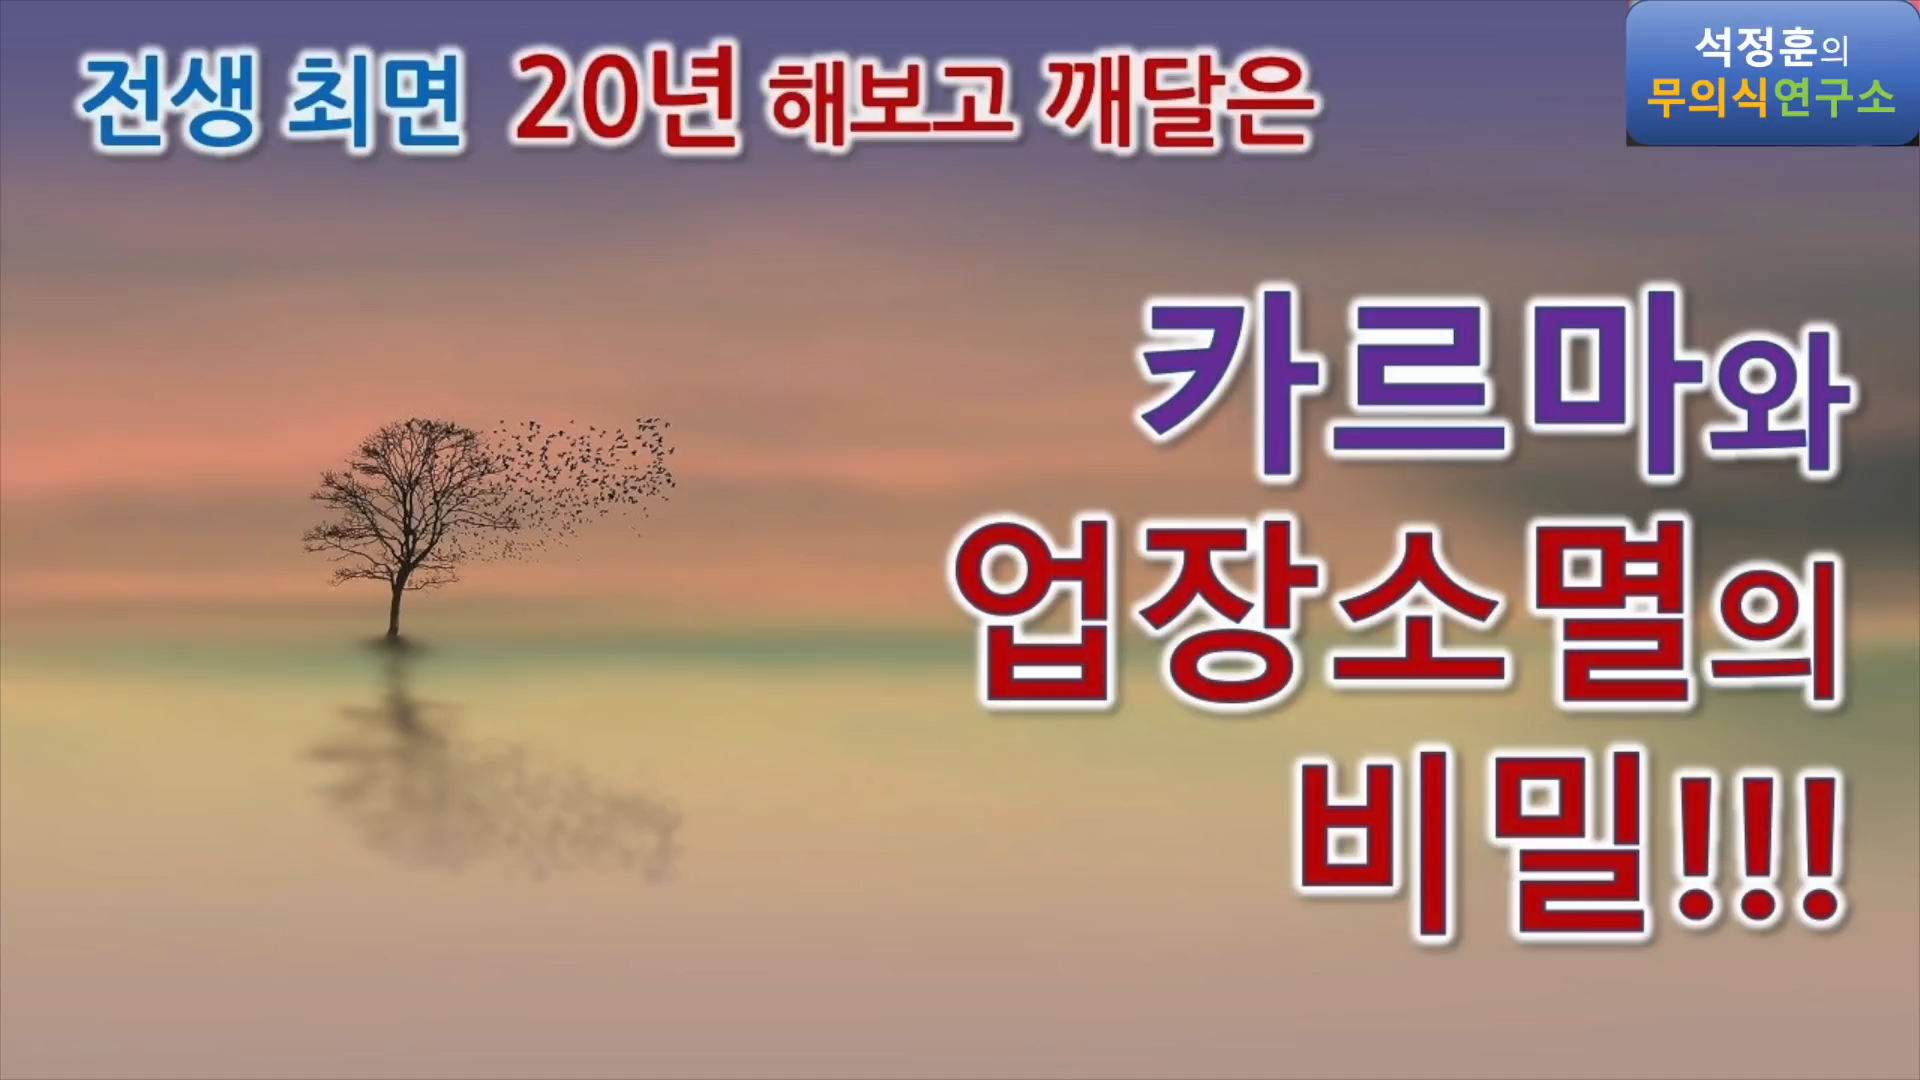 전생 최면 20년 해보고 깨달은
석정훈의
무의식연구소
카르마와
업장소멸의
비밀!!!